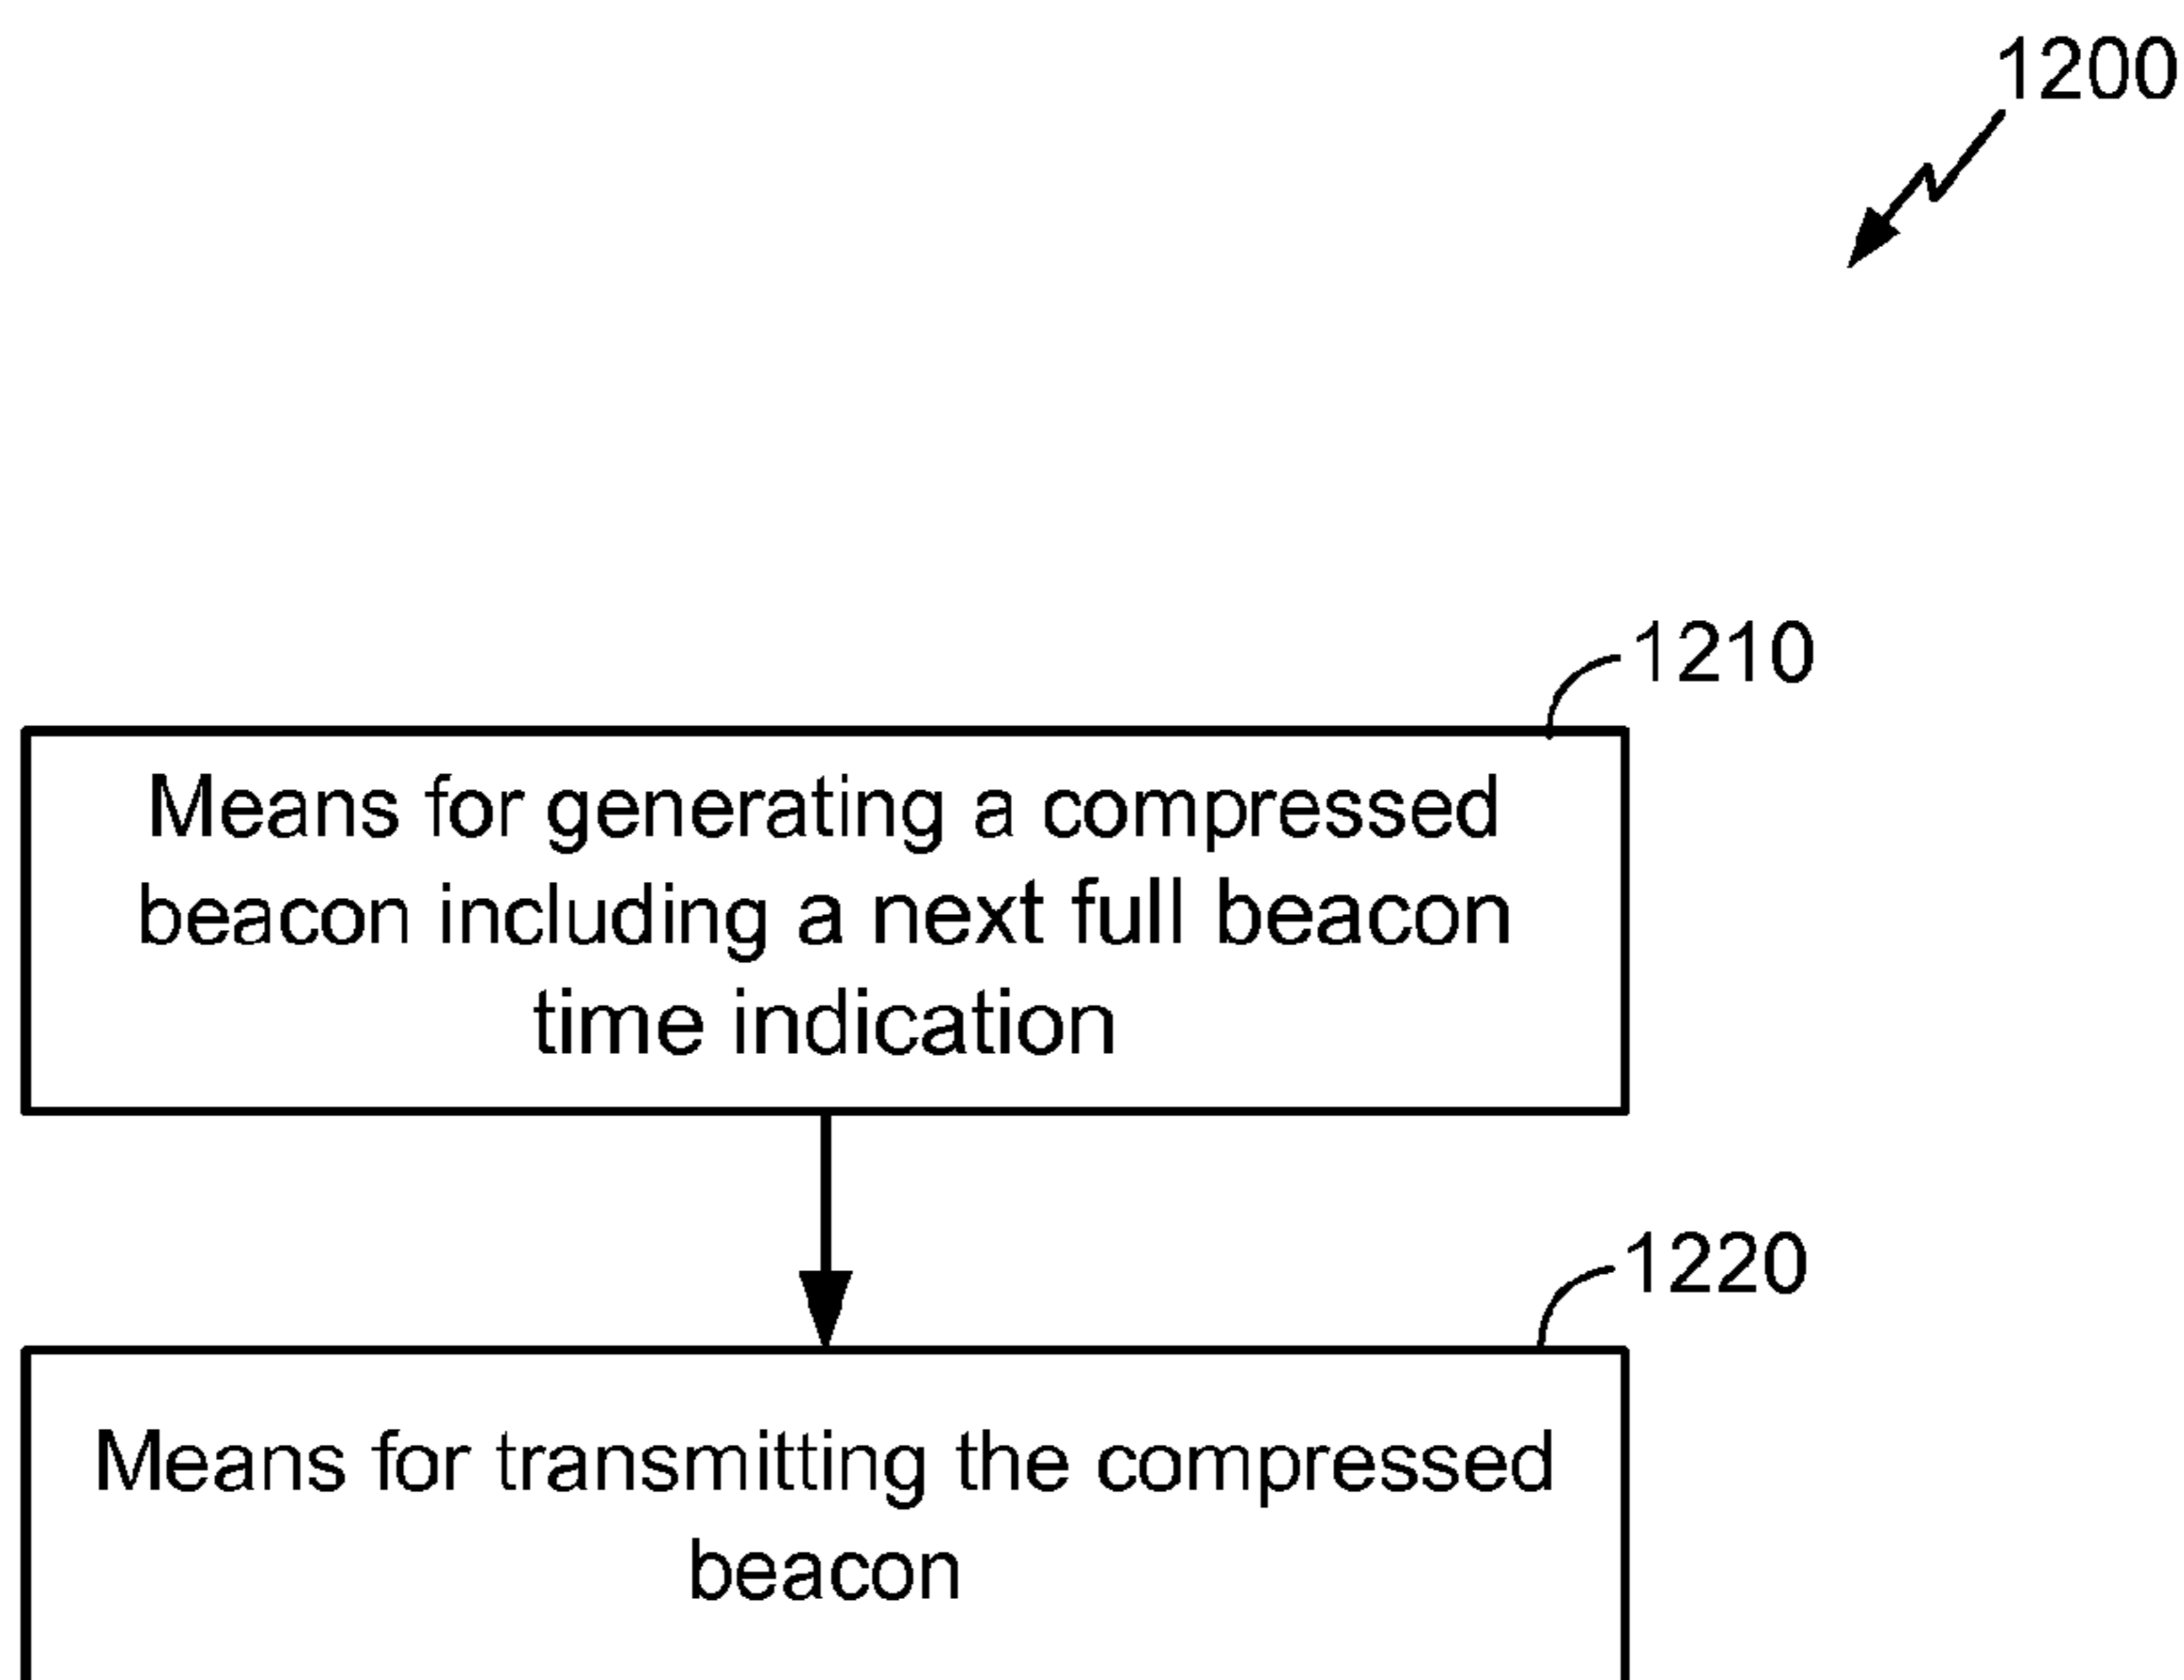 1200
1210
Means for generating a compressed
beacon including a next full beacon
time indication
1220
Means for transmitting the compressed
beacon